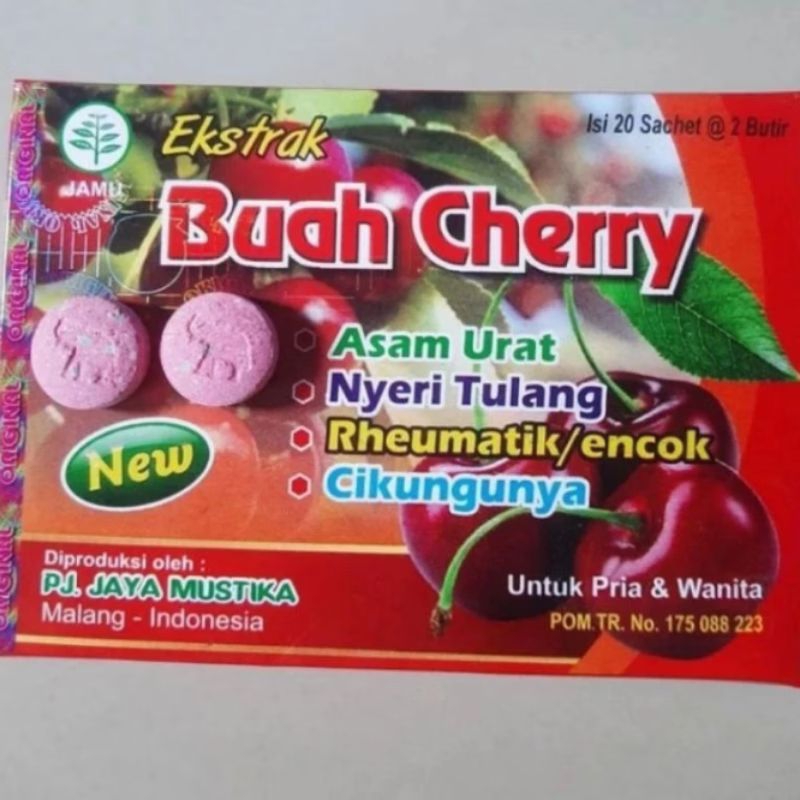 Ekstrak
Isi 20 Sachet @ 2 Butir
JAMU
Buah Cherry
Asam Urat
Nyeri Tulang
Rheumatik/encok
Cikungunya
New
Diproduksi oleh :
PJ. JAYA MUSTIKA
Malang - Indonesia
Untuk Pria & Wanita
POM.TR. No. 175 088 223
ORIGINAL